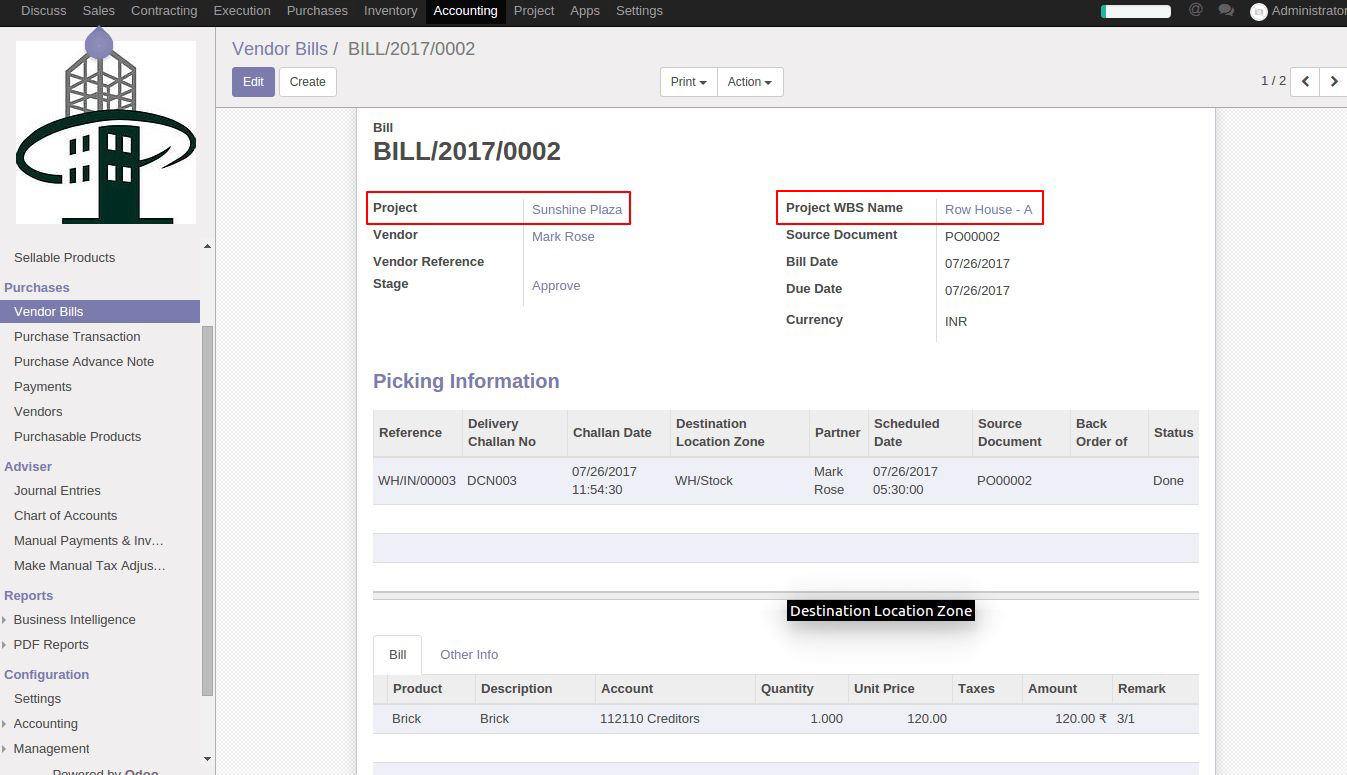 Discuss Sales Contracting Execution Purchases Inventory Accounting Project Apps Settings @ Administrator
Vendor Bills / BILL/2017/0002
Edit Create Print Action 1 / 2
Sellable Products
Purchases
Vendor Bills
Purchase Transaction
Purchase Advance Note
Payments
Vendors
Purchasable Products
Adviser
Journal Entries
Chart of Accounts
Manual Payments & Inv…
Make Manual Tax Adjus…
Reports
Business Intelligence
PDF Reports
Configuration
Settings
Accounting
Management
Powered by Odoo
Bill
BILL/2017/0002
Project Sunshine Plaza
Vendor Mark Rose
Vendor Reference
Stage Approve
Project WBS Name Row House - A
Source Document PO00002
Bill Date 07/26/2017
Due Date 07/26/2017
Currency INR
Picking Information
Reference Delivery Challan No Challan Date Destination Location Zone Partner Scheduled Date Source Document Back Order of Status
WH/IN/00003 DCN003 07/26/2017 11:54:30 WH/Stock Mark Rose 07/26/2017 05:30:00 PO00002 Done
Destination Location Zone
Bill Other Info
Product Description Account Quantity Unit Price Taxes Amount Remark
Brick Brick 112110 Creditors 1.000 120.00 120.00 ₹ 3/1